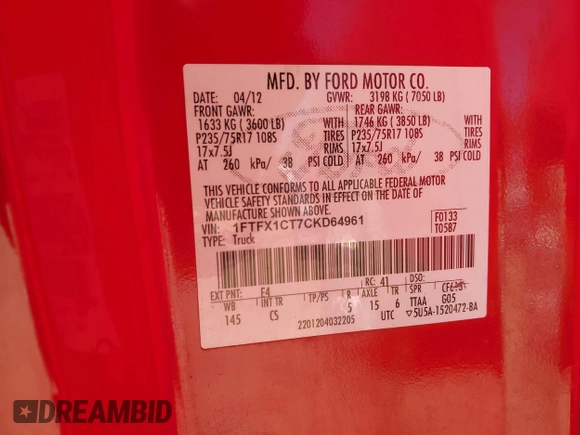 MFD. BY FORD MOTOR CO.
DATE: 04/12 GVWR: 3198 KG ( 7050 LB)
FRONT GAWR: REAR GAWR:
1633 KG ( 3600 LB) WITH 1746 KG ( 3850 LB) WITH
P235/75R17 108S TIRES P235/75R17 108S TIRES
17x7.5J RIMS 17x7.5J RIMS
AT 260 kPa/ 38 PSI COLD AT 260 kPa/ 38 PSI COLD
THIS VEHICLE CONFORMS TO ALL APPLICABLE FEDERAL MOTOR
VEHICLE SAFETY STANDARDS IN EFFECT ON THE DATE OF
MANUFACTURE SHOWN ABOVE.
VIN: 1FTFX1CT7CKD64961 F0133
TYPE: Truck T0587
RC: 41 DSO:
EXT PNT: F4
WB INT TR TP/PS R AXLE TR SPR
145 CS 5 15 6 TTAA G05
2201204032205 UTC ▽5U5A-1520472-BA
Ford
DREAMBID